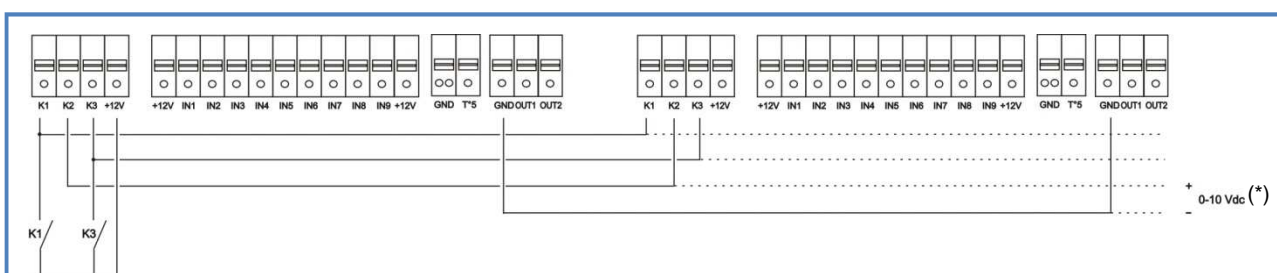 K1 K2 K3 +12V +12V IN1 IN2 IN3 IN4 IN5 IN6 IN7 IN8 IN9 +12V GND T°5 GND OUT1 OUT2 K1 K2 K3 +12V +12V IN1 IN2 IN3 IN4 IN5 IN6 IN7 IN8 IN9 +12V GND T°5 GND OUT1 OUT2
+
0-10 Vdc (*)
−
K1 K3